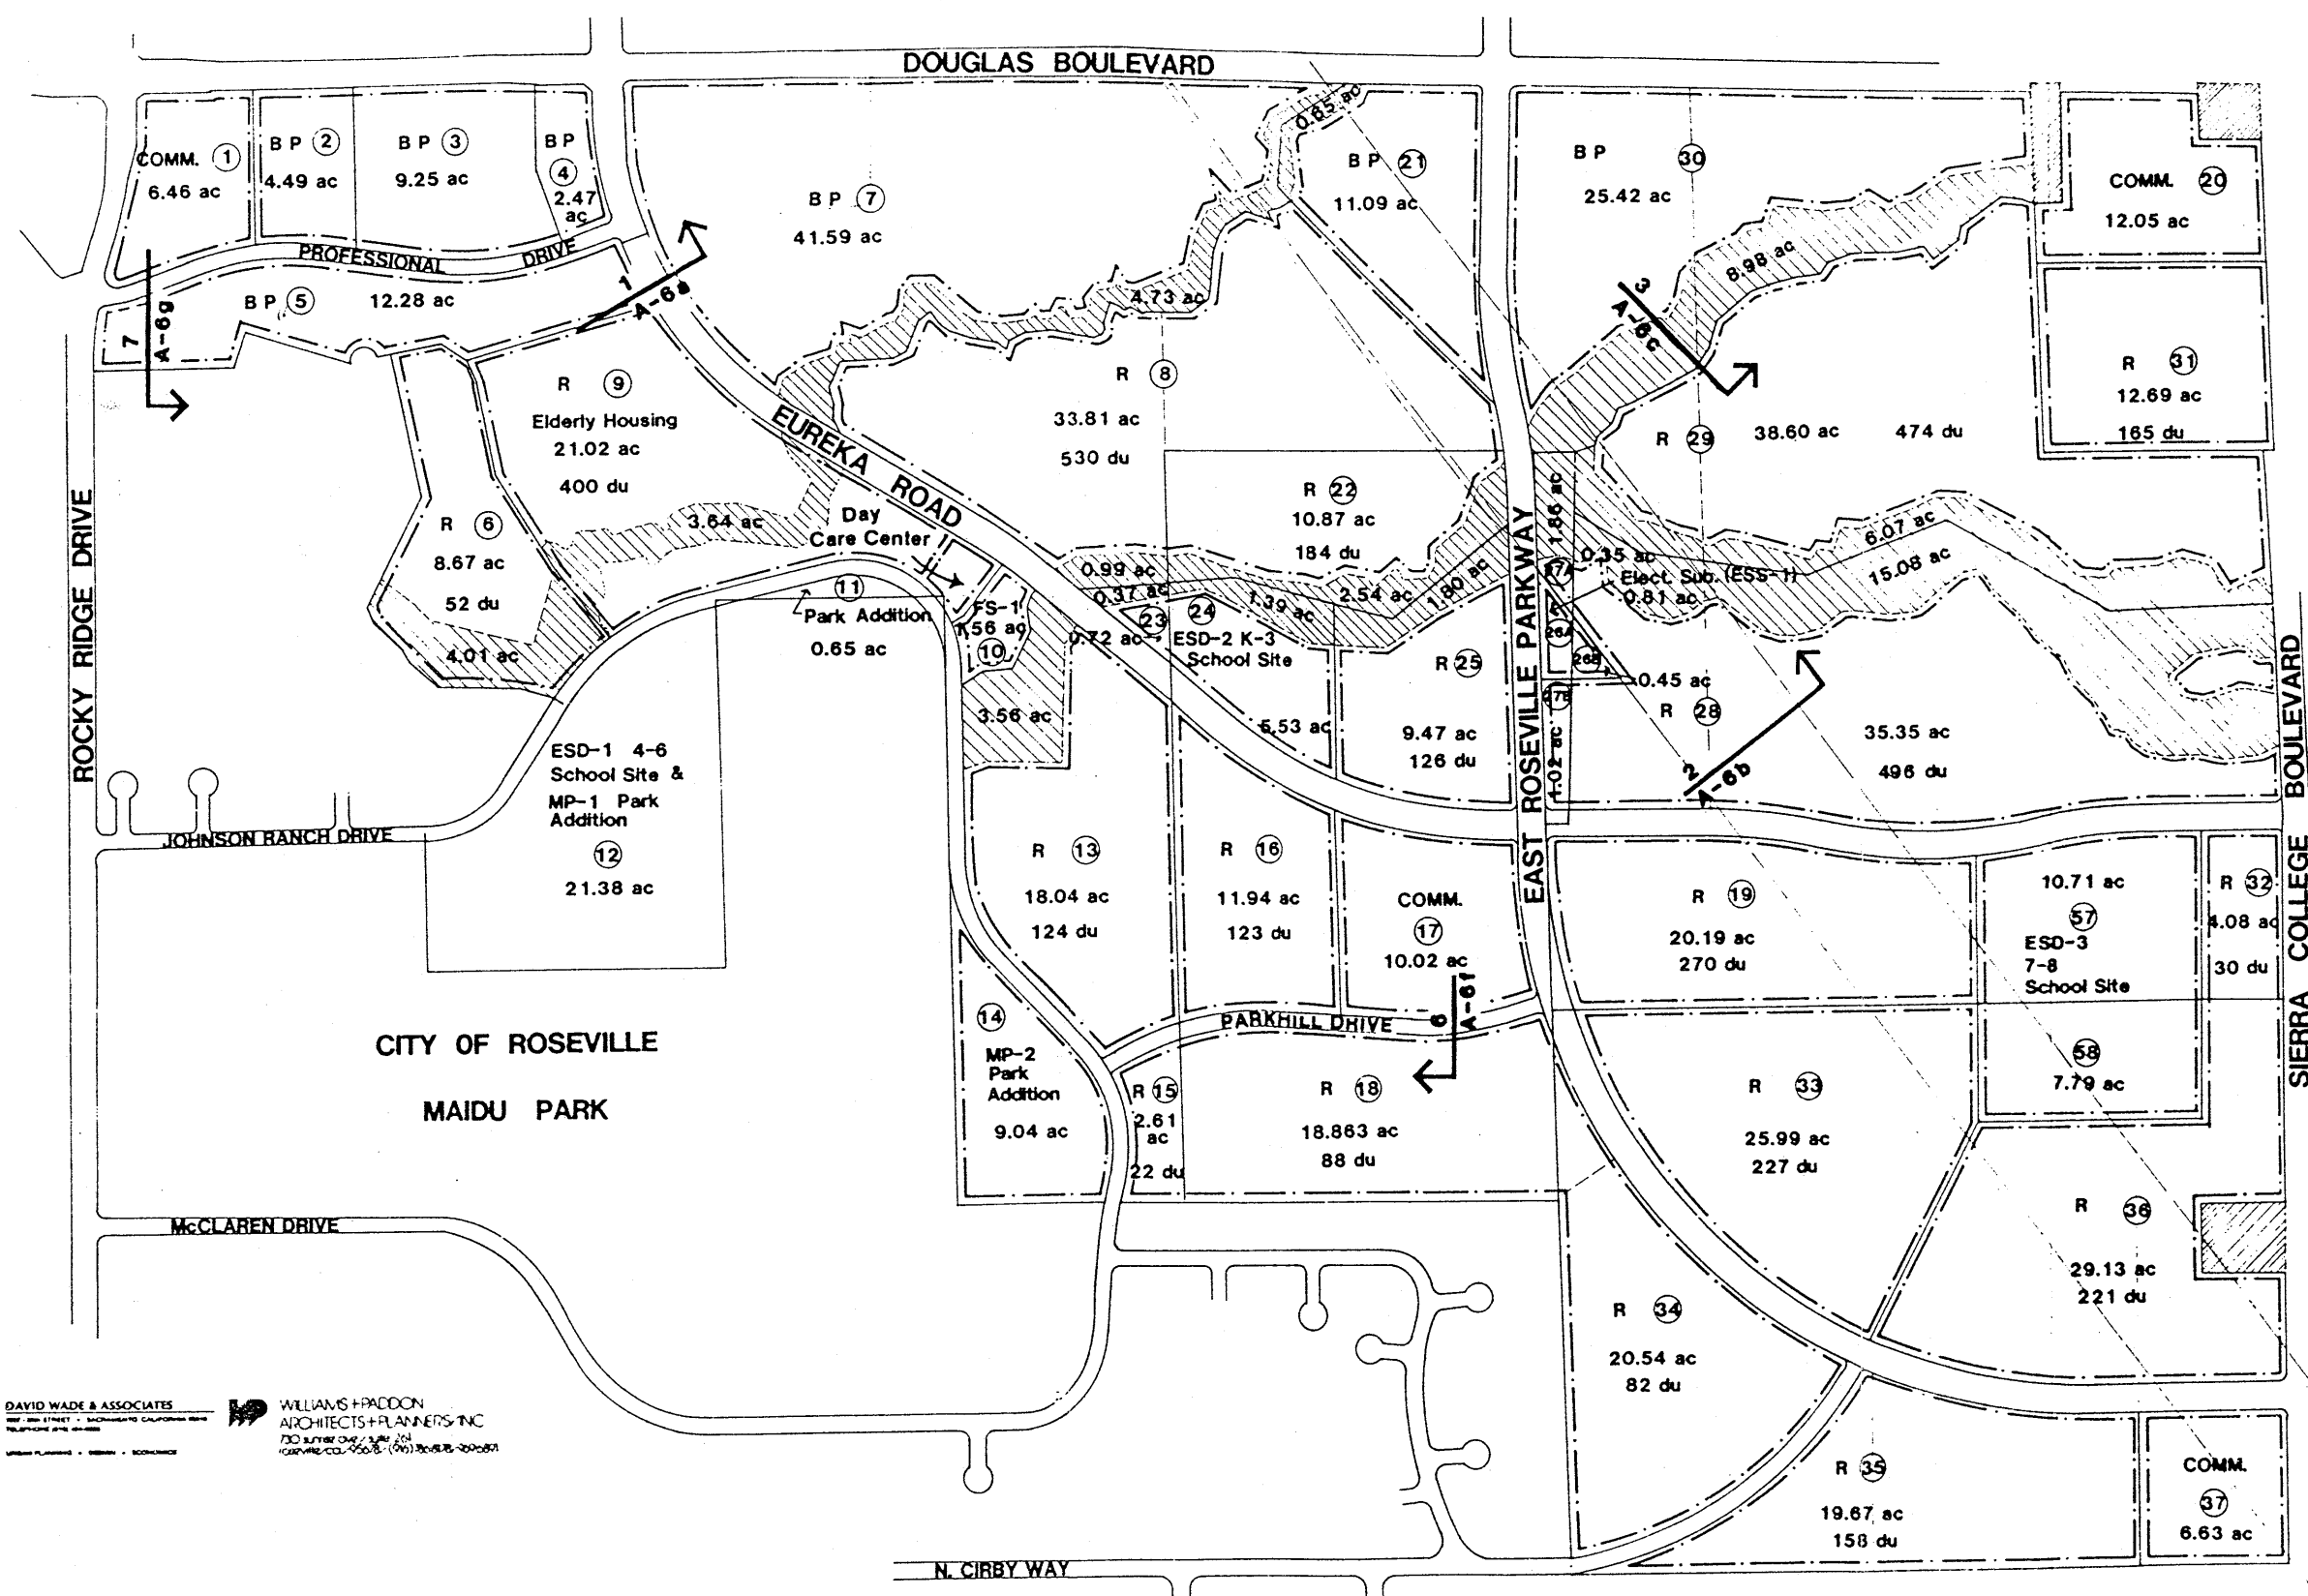 DOUGLAS BOULEVARD
COMM. 1
6.46 ac
B P 2
4.49 ac
B P 3
9.25 ac
B P
4
2.47
ac
B P 7
41.59 ac
0.65 ac
B P 21
11.09 ac
B P 30
25.42 ac
COMM. 20
12.05 ac
PROFESSIONAL DRIVE
B P 5 12.28 ac
7
A-6g
1
A-6a
4.73 ac
8.98 ac
3
A-6c
R 31
12.69 ac
165 du
R 9
Elderly Housing
21.02 ac
400 du
EUREKA ROAD
R 8
33.81 ac
530 du
R 29 38.60 ac 474 du
R 22
10.87 ac
184 du
R 6
8.67 ac
52 du
3.64 ac
Day
Care Center
4.01 ac
11
Park Addition
0.65 ac
FS-1
1.56 ac
10
3.56 ac
0.99 ac
0.37 ac
1.39 ac
2.54 ac
1.80 ac
0.72 ac
23
24
ESD-2 K-3
School Site
5.53 ac
R 25
9.47 ac
126 du
EAST ROSEVILLE PARKWAY
1.86 ac
27A
0.35 ac
Elect. Sub. (ESS-1)
0.81 ac
26A
26B
0.45 ac
27B
1.02 ac
6.07 ac
15.08 ac
R 28
35.35 ac
496 du
2
A-6b
ROCKY RIDGE DRIVE
SIERRA COLLEGE BOULEVARD
JOHNSON RANCH DRIVE
ESD-1 4-6
School Site &
MP-1 Park
Addition
12
21.38 ac
R 13
18.04 ac
124 du
R 16
11.94 ac
123 du
COMM.
17
10.02 ac
R 19
20.19 ac
270 du
10.71 ac
57
ESD-3
7-8
School Site
R 32
4.08 ac
30 du
6
A-6f
PARKHILL DRIVE
CITY OF ROSEVILLE
MAIDU PARK
14
MP-2
Park
Addition
9.04 ac
R 15
2.61
ac
22 du
R 18
18.863 ac
88 du
R 33
25.99 ac
227 du
58
7.79 ac
R 36
29.13 ac
221 du
McCLAREN DRIVE
R 34
20.54 ac
82 du
R 35
19.67 ac
158 du
COMM.
37
6.63 ac
N. CIRBY WAY
DAVID WADE & ASSOCIATES
URBAN PLANNING • DESIGN • ECONOMICS
WILLIAMS + PADDON
ARCHITECTS + PLANNERS/INC